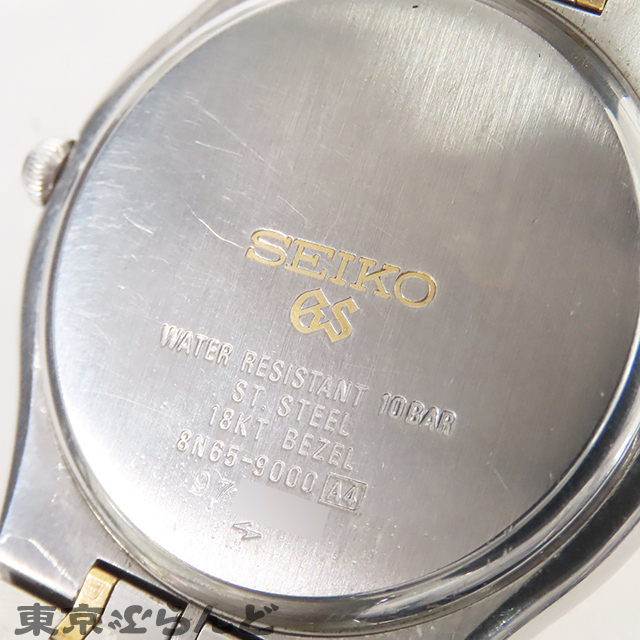 SEIKO
GS
WATER RESISTANT 10BAR
ST. STEEL
18KT BEZEL
8N65-9000 A4
97
東京ぶらんど